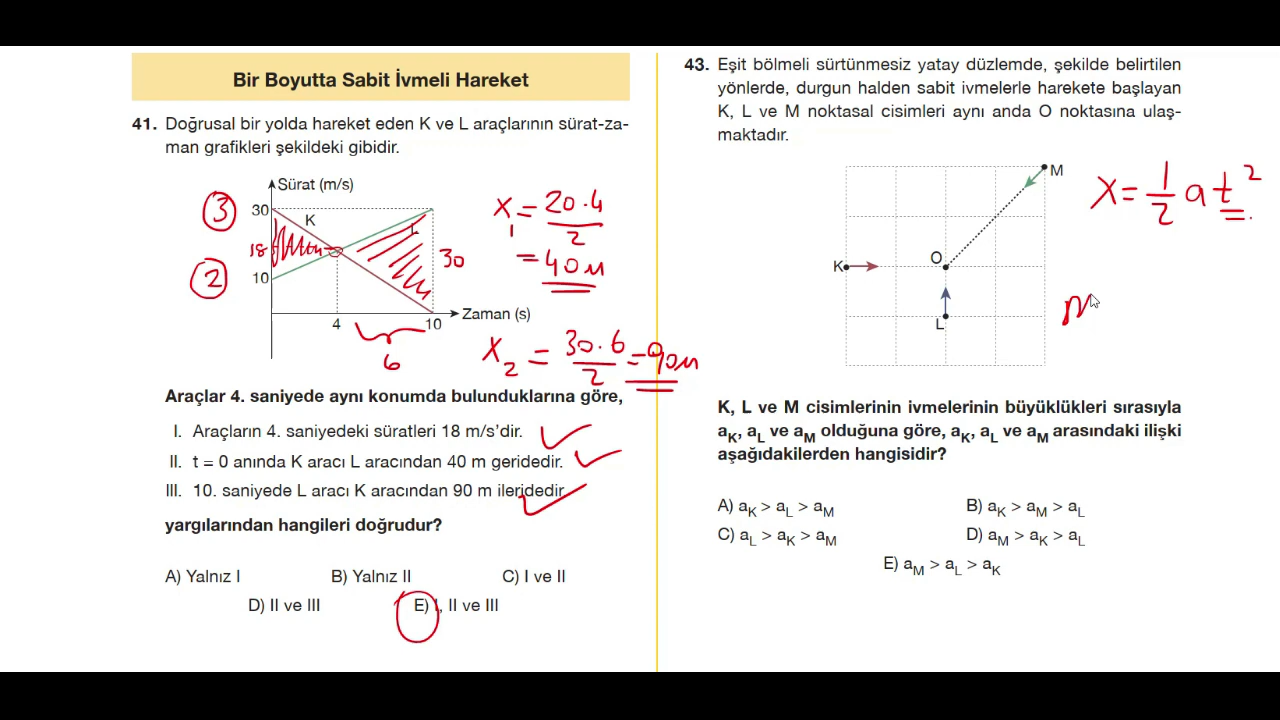 Bir Boyutta Sabit İvmeli Hareket
41. Doğrusal bir yolda hareket eden K ve L araçlarının sürat-za-
man grafikleri şekildeki gibidir.
Sürat (m/s)
3
30
K
L
18
30
2
10
4
10
Zaman (s)
6
x₁ = 20·4/2
= 40m
x₂ = 30·6/2 = 90m
Araçlar 4. saniyede aynı konumda bulunduklarına göre,
I. Araçların 4. saniyedeki süratleri 18 m/s'dir.
II. t = 0 anında K aracı L aracından 40 m geridedir.
III. 10. saniyede L aracı K aracından 90 m ileridedir.
yargılarından hangileri doğrudur?
A) Yalnız I B) Yalnız II C) I ve II
D) II ve III E) I, II ve III
43. Eşit bölmeli sürtünmesiz yatay düzlemde, şekilde belirtilen
yönlerde, durgun halden sabit ivmelerle harekete başlayan
K, L ve M noktasal cisimleri aynı anda O noktasına ulaş-
maktadır.
M
O
K
L
X = 1/2 a t²
K, L ve M cisimlerinin ivmelerinin büyüklükleri sırasıyla
aK, aL ve aM olduğuna göre, aK, aL ve aM arasındaki ilişki
aşağıdakilerden hangisidir?
A) aK > aL > aM B) aK > aM > aL
C) aL > aK > aM D) aM > aK > aL
E) aM > aL > aK